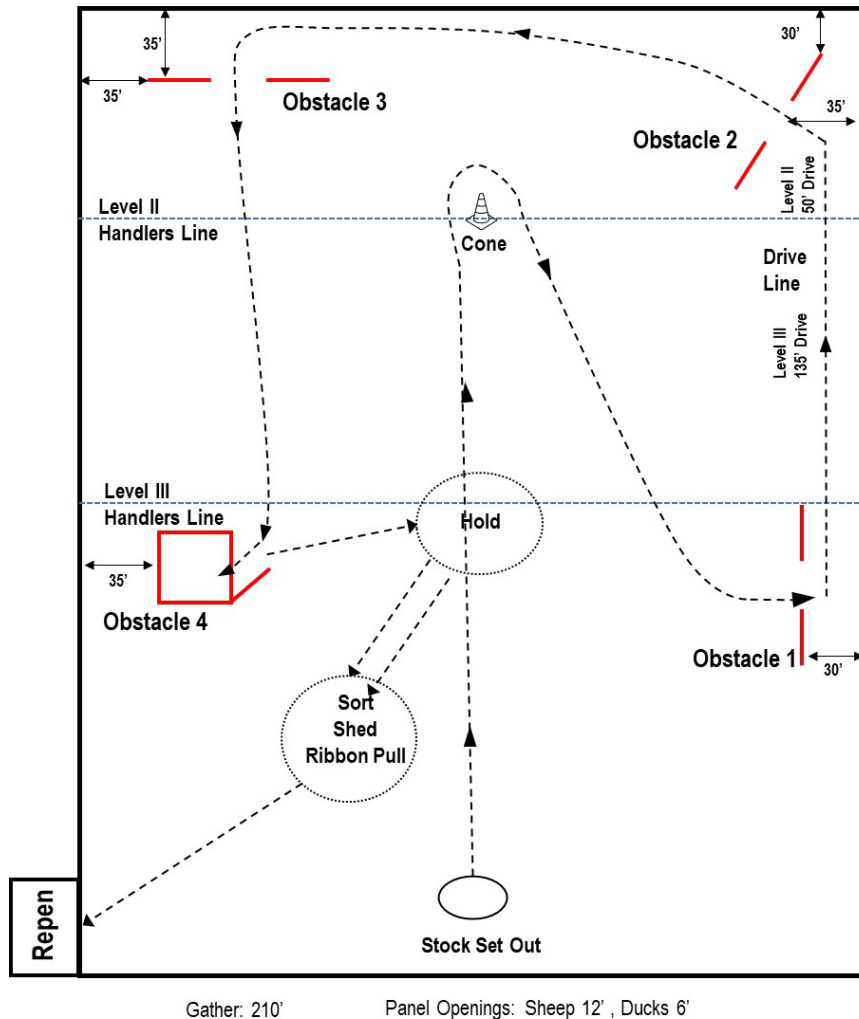 35’
30’
35’
Obstacle 3
35’
Obstacle 2
Level II
50’ Drive
Level II
Handlers Line
Cone
Drive
Line
Level III
135’ Drive
Level III
Handlers Line
Hold
35’
Obstacle 4
Obstacle 1
30’
Sort
Shed
Ribbon Pull
Repen
Stock Set Out
Gather: 210’
Panel Openings: Sheep 12’ , Ducks 6’